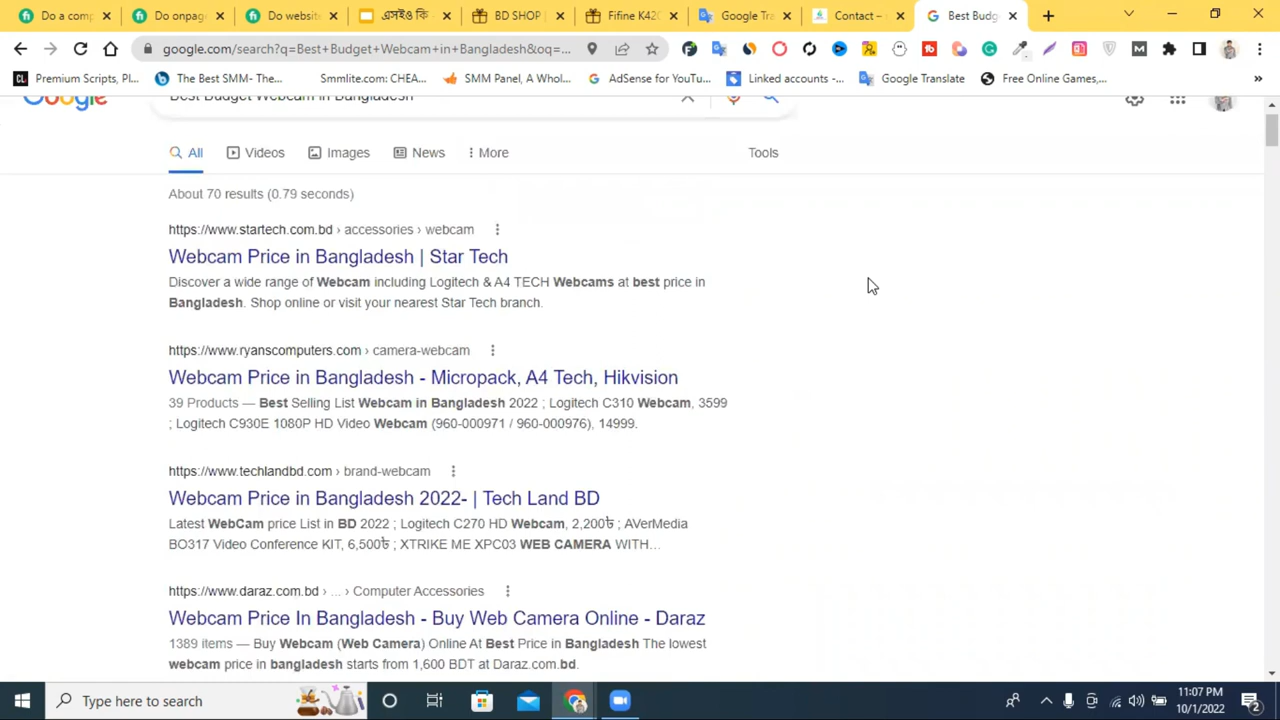 Do a comp
Do onpage
Do website
এসইও কি
BD SHOP
Fifine K420
Google Tra
Contact –
Best Budg
google.com/search?q=Best+Budget+Webcam+in+Bangladesh&oq=...
Premium Scripts, Pl...
The Best SMM- The...
Smmlite.com: CHEA...
SMM Panel, A Whol...
AdSense for YouTu...
Linked accounts -...
Google Translate
Free Online Games,...
Google
Best Budget Webcam in Bangladesh
All
Videos
Images
News
More
Tools
About 70 results (0.79 seconds)
https://www.startech.com.bd › accessories › webcam
Webcam Price in Bangladesh | Star Tech
Discover a wide range of Webcam including Logitech & A4 TECH Webcams at best price in
Bangladesh. Shop online or visit your nearest Star Tech branch.
https://www.ryanscomputers.com › camera-webcam
Webcam Price in Bangladesh - Micropack, A4 Tech, Hikvision
39 Products — Best Selling List Webcam in Bangladesh 2022 ; Logitech C310 Webcam, 3599
; Logitech C930E 1080P HD Video Webcam (960-000971 / 960-000976), 14999.
https://www.techlandbd.com › brand-webcam
Webcam Price in Bangladesh 2022- | Tech Land BD
Latest WebCam price List in BD 2022 ; Logitech C270 HD Webcam, 2,200৳ ; AVerMedia
BO317 Video Conference KIT, 6,500৳ ; XTRIKE ME XPC03 WEB CAMERA WITH...
https://www.daraz.com.bd › ... › Computer Accessories
Webcam Price In Bangladesh - Buy Web Camera Online - Daraz
1389 items — Buy Webcam (Web Camera) Online At Best Price in Bangladesh The lowest
webcam price in bangladesh starts from 1,600 BDT at Daraz.com.bd.
Type here to search
11:07 PM
10/1/2022
2